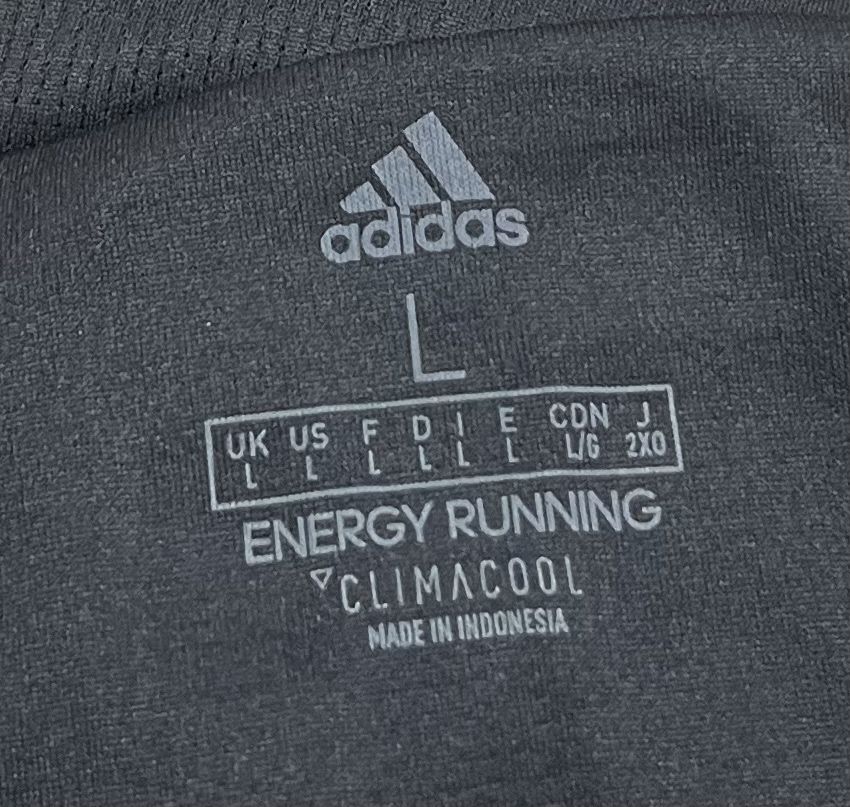 adidas
L
UK US F D I E CDN J
L L L L L L L/G 2XO
ENERGY RUNNING
CLIMACOOL
MADE IN INDONESIA